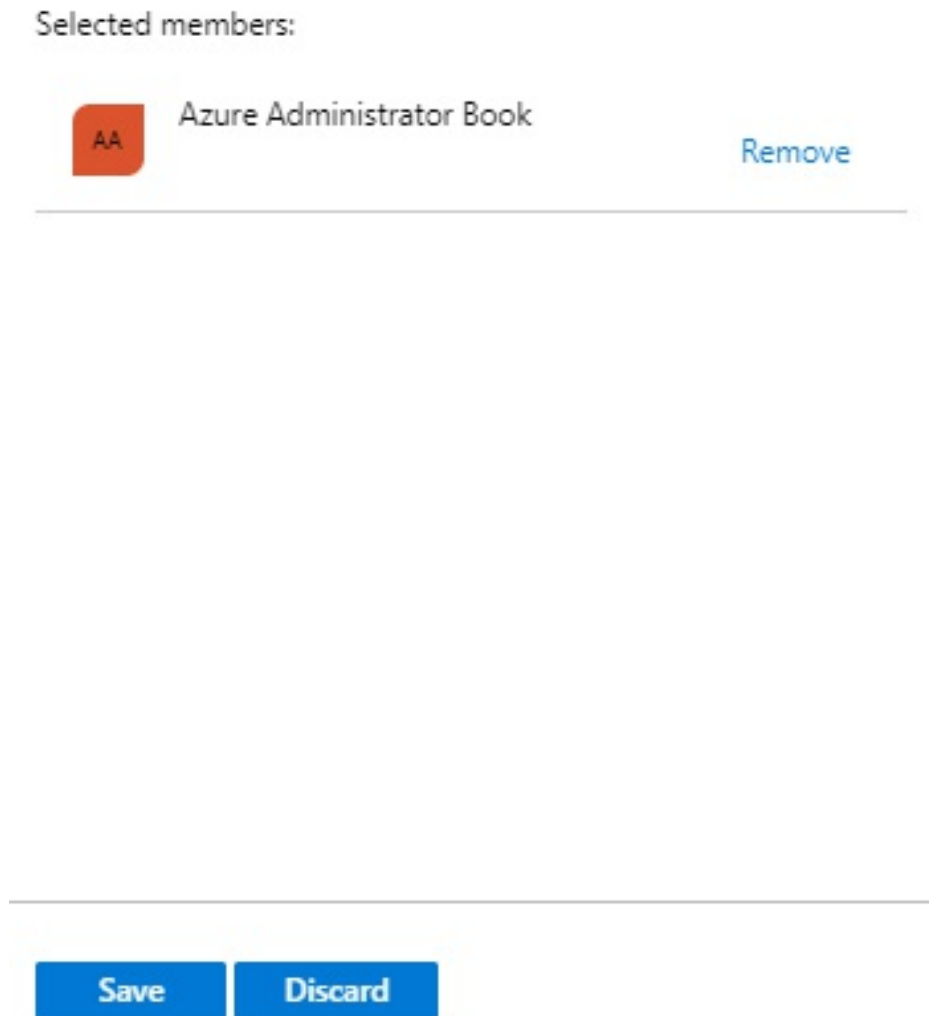 Selected members:
AA
Azure Administrator Book
Remove
Save
Discard